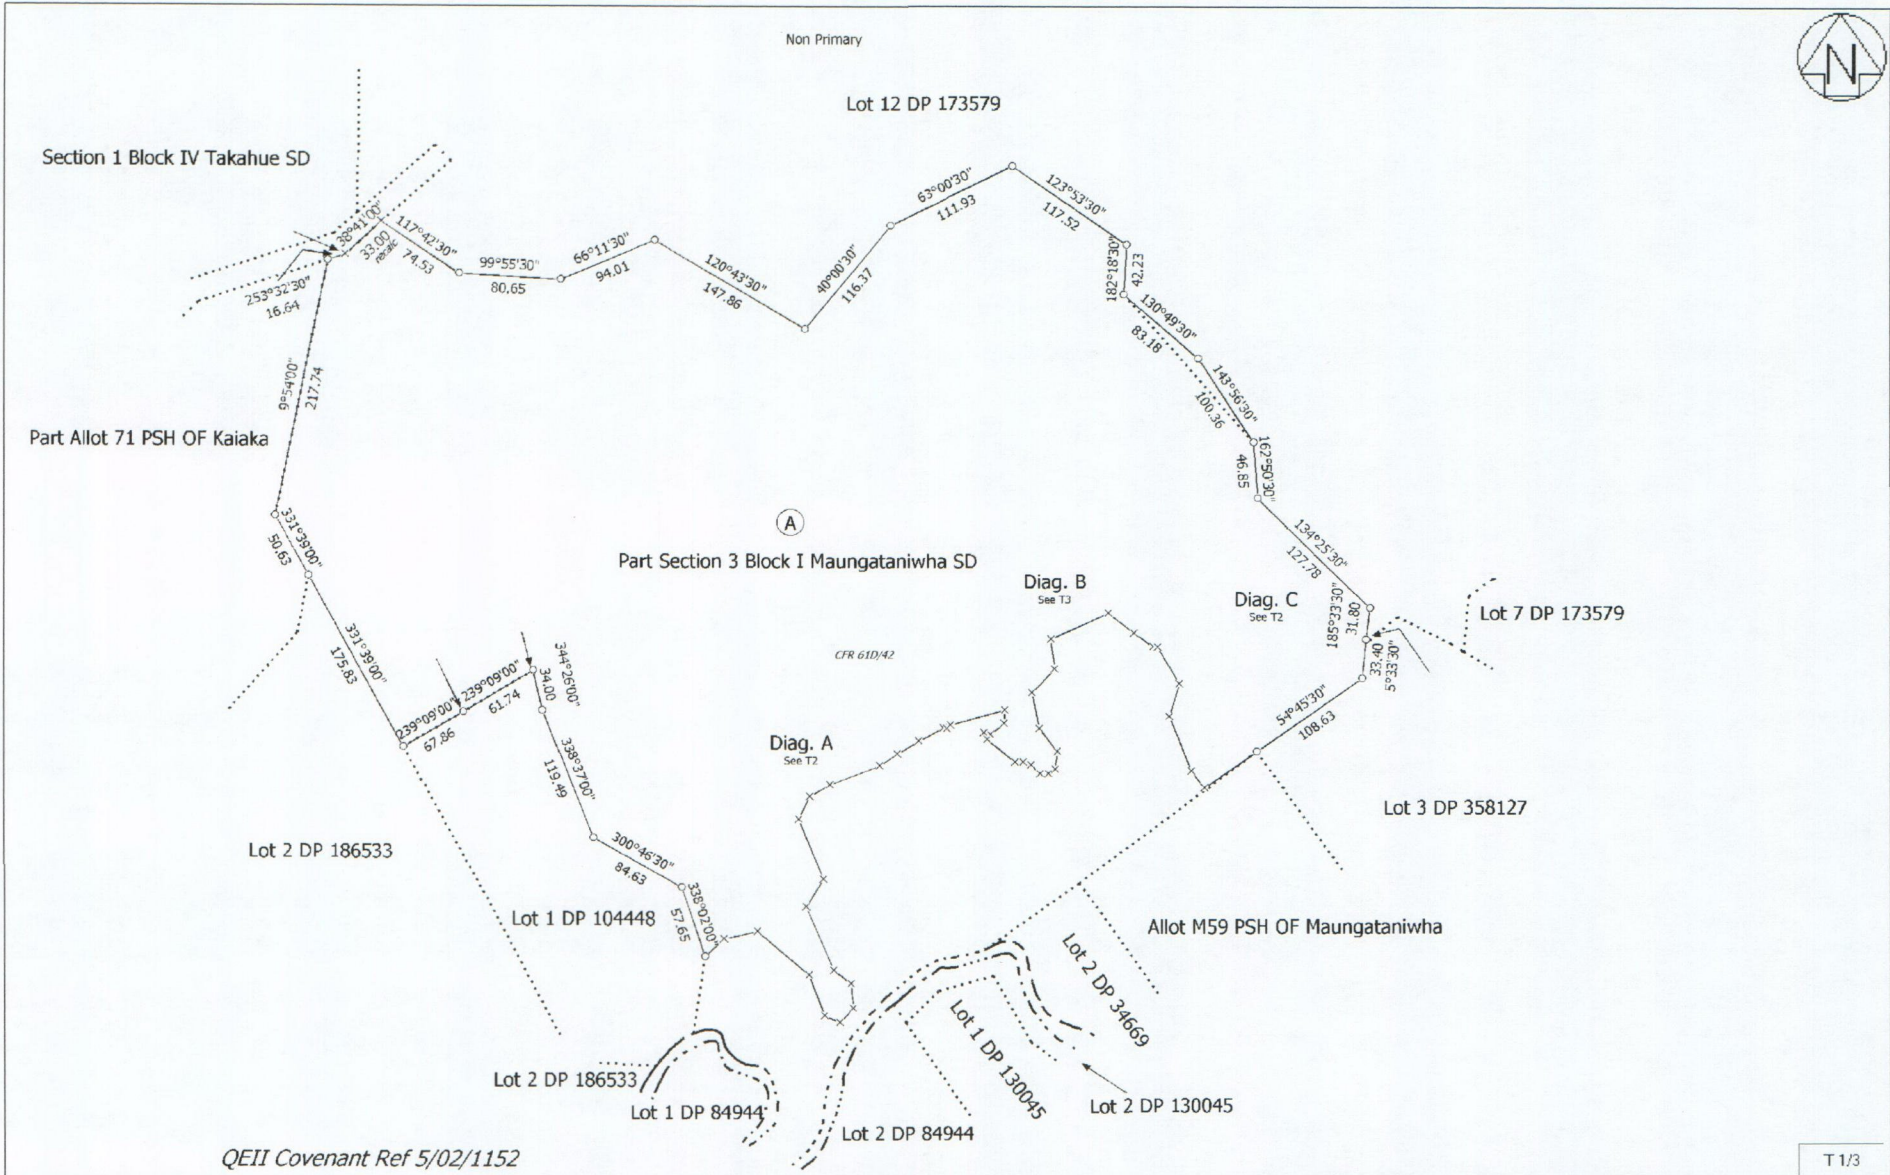 Non Primary
N
Lot 12 DP 173579
Section 1 Block IV Takahue SD
38°41'00"
33.00
recalc
117°42'30"
74.53
99°55'30"
80.65
66°11'30"
94.01
120°43'30"
147.86
40°00'30"
116.37
63°00'30"
111.93
123°53'30"
117.52
182°18'30"
42.23
130°49'30"
83.18
143°56'30"
100.36
162°50'30"
46.85
134°25'30"
127.78
185°33'30"
31.80
33.40
5°33'30"
54°45'30"
108.63
253°32'30"
16.64
9°54'00"
217.74
Part Allot 71 PSH OF Kaiaka
331°39'00"
50.63
331°39'00"
175.83
239°09'00"
67.86
239°09'00"
61.74
344°26'00"
34.00
338°37'00"
119.49
300°46'30"
84.63
338°02'00"
57.65
A
Part Section 3 Block I Maungataniwha SD
Diag. B
See T3
Diag. C
See T2
Lot 7 DP 173579
CFR 61D/42
Diag. A
See T2
Lot 3 DP 358127
Lot 2 DP 186533
Lot 1 DP 104448
Allot M59 PSH OF Maungataniwha
Lot 2 DP 34669
Lot 1 DP 130045
Lot 2 DP 130045
Lot 2 DP 186533
Lot 1 DP 84944
Lot 2 DP 84944
QEII Covenant Ref 5/02/1152
T 1/3